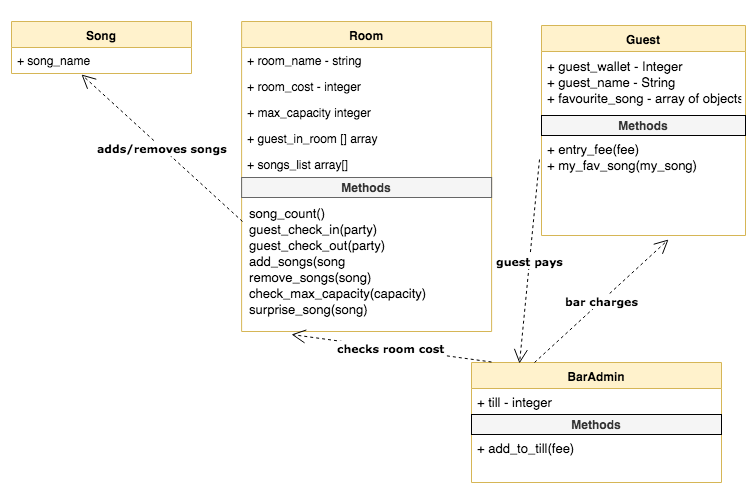 Song
+ song_name
Room
+ room_name - string
+ room_cost - integer
+ max_capacity integer
+ guest_in_room [] array
+ songs_list array[]
Methods
song_count()
guest_check_in(party)
guest_check_out(party)
add_songs(song
remove_songs(song)
check_max_capacity(capacity)
surprise_song(song)
Guest
+ guest_wallet - Integer
+ guest_name - String
+ favourite_song - array of objects
Methods
+ entry_fee(fee)
+ my_fav_song(my_song)
adds/removes songs
guest pays
bar charges
checks room cost
BarAdmin
+ till - integer
Methods
+ add_to_till(fee)